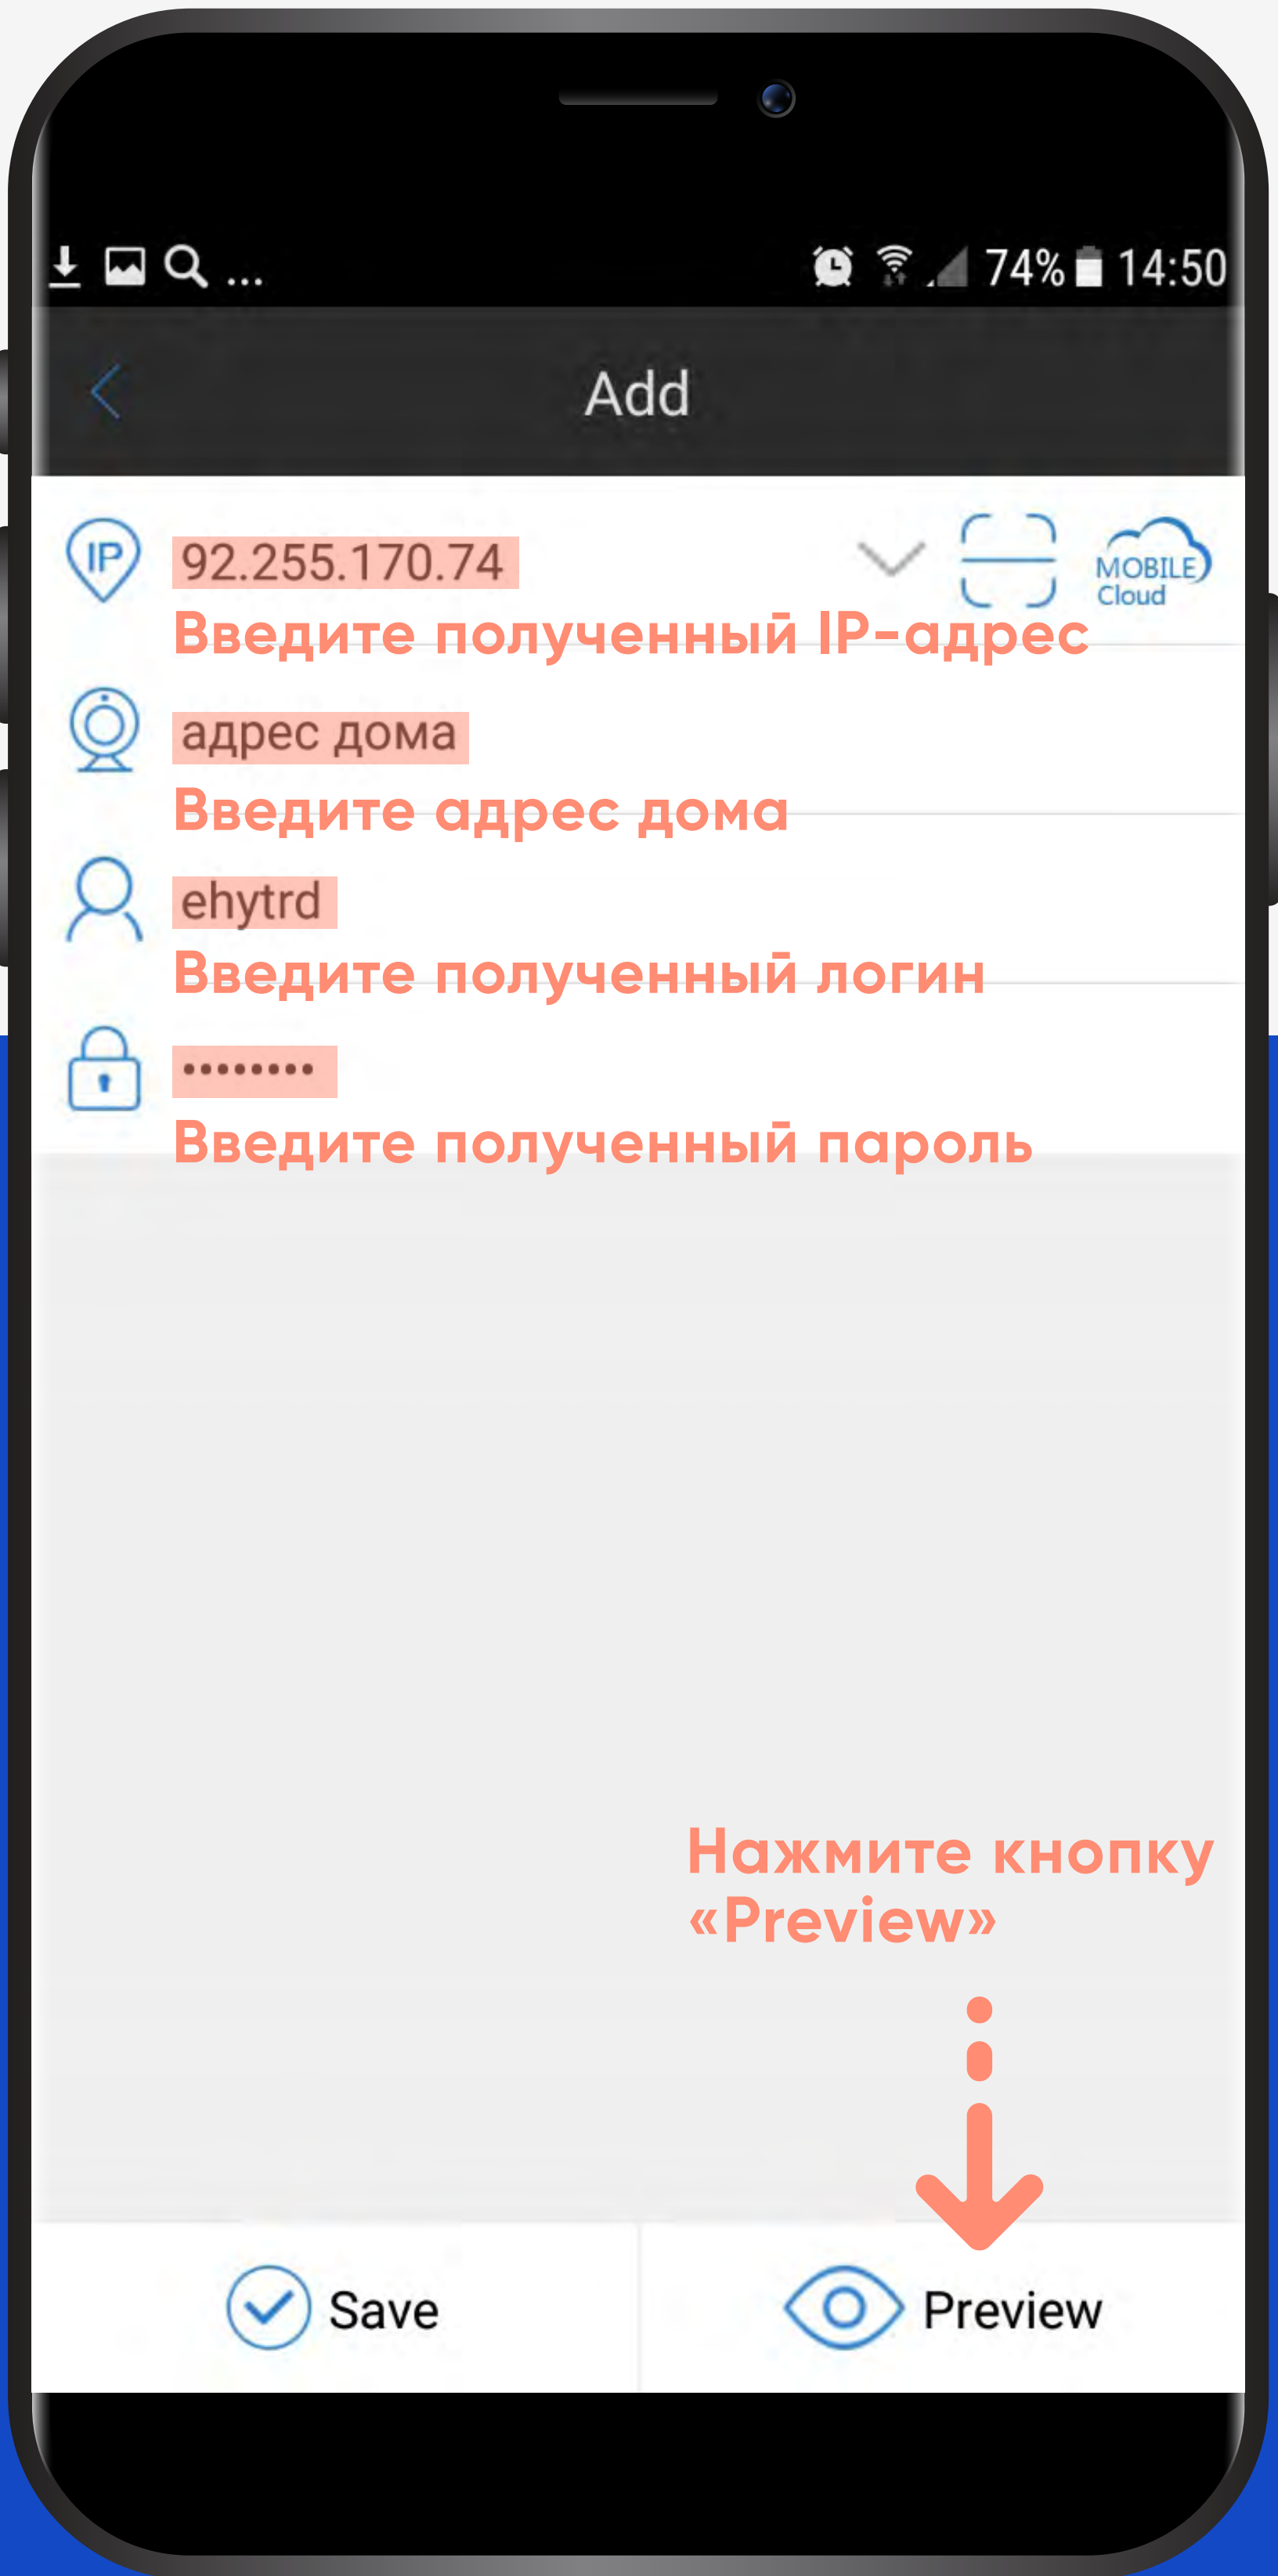 ... 74% 14:50
Add
IP 92.255.170.74 MOBILE
Cloud
Введите полученный IP-адрес
адрес дома
Введите адрес дома
ehytrd
Введите полученный логин
••••••••
Введите полученный пароль
Нажмите кнопку
«Preview»
Save Preview